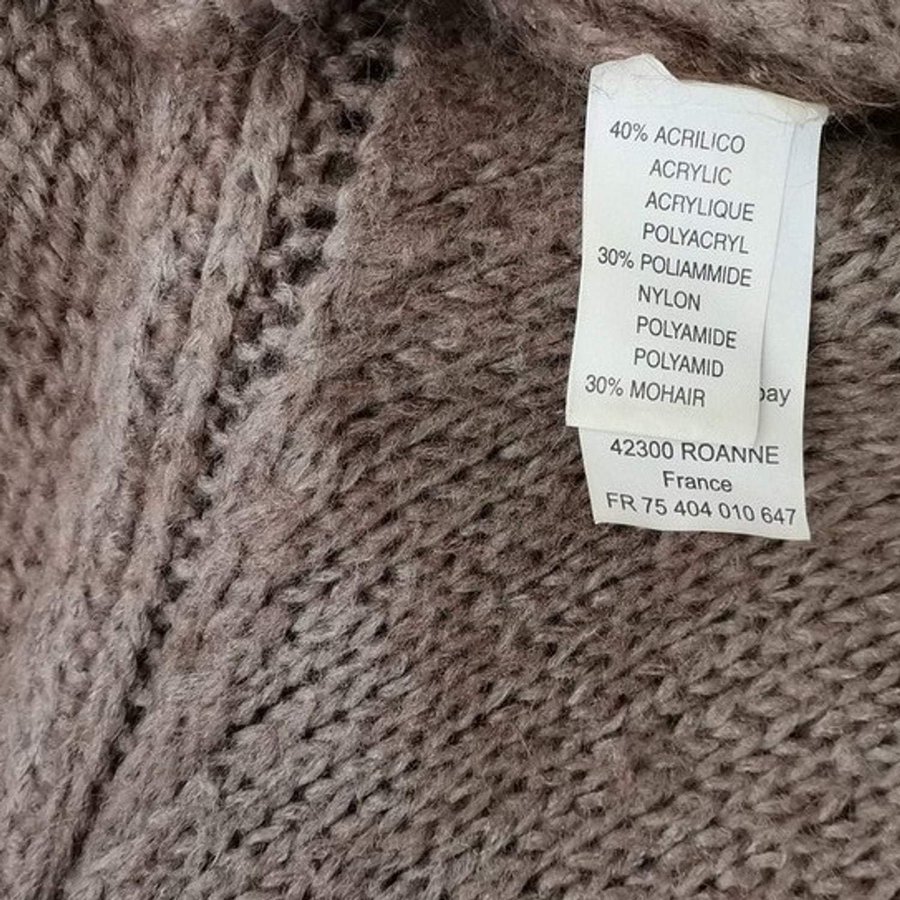 40% ACRILICO
ACRYLIC
ACRYLIQUE
POLYACRYL
30% POLIAMMIDE
NYLON
POLYAMIDE
POLYAMID
30% MOHAIR
42300 ROANNE
France
FR 75 404 010 647